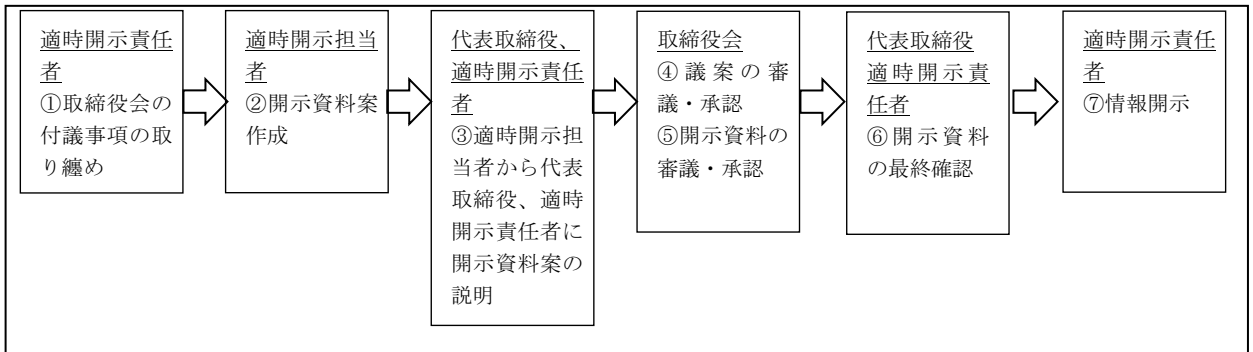 適時開示責任
者
①取締役会の
付議事項の取
り纏め
適時開示担当
者
②開示資料案
作成
代表取締役、
適時開示責任
者
③適時開示担
当者から代表
取締役、適時
開示責任者に
開示資料案の
説明
取締役会
④議案の審
議・承認
⑤開示資料の
審議・承認
代表取締役
適時開示責
任者
⑥開示資料
の最終確認
適時開示責任
者
⑦情報開示